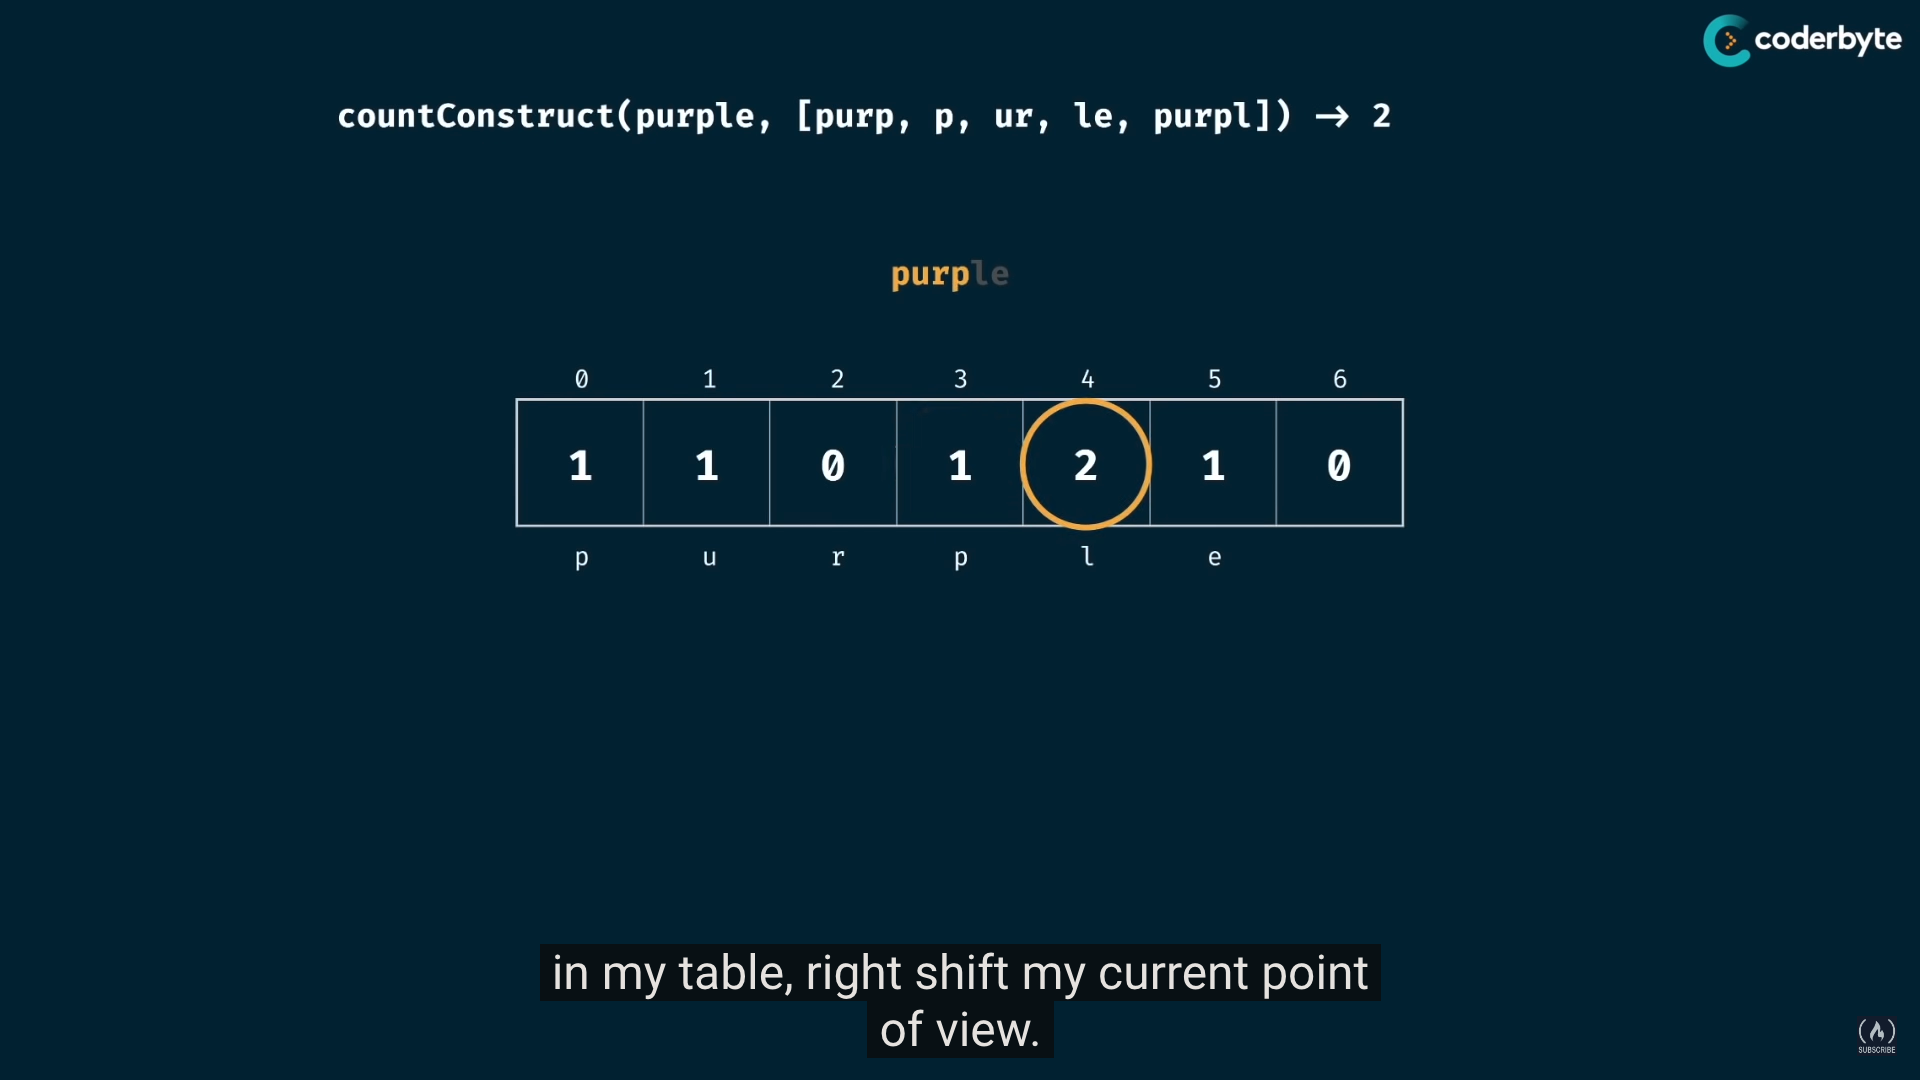 coderbyte
countConstruct(purple, [purp, p, ur, le, purpl]) → 2
purple
0 1 2 3 4 5 6
1 1 0 1 2 1 0
p u r p l e
in my table, right shift my current point
of view.
SUBSCRIBE